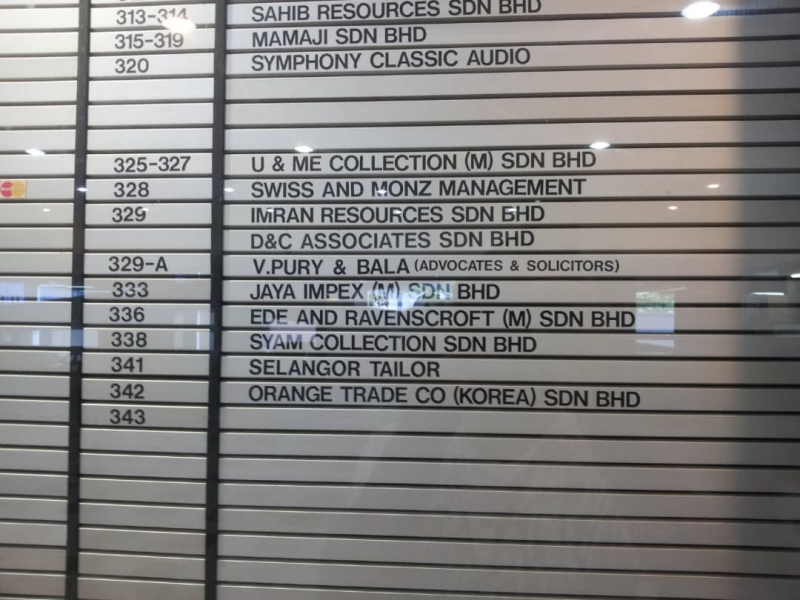 313-314 SAHIB RESOURCES SDN BHD
315-319 MAMAJI SDN BHD
320 SYMPHONY CLASSIC AUDIO
325-327 U & ME COLLECTION (M) SDN BHD
328 SWISS AND MONZ MANAGEMENT
329 IMRAN RESOURCES SDN BHD
D&C ASSOCIATES SDN BHD
329-A V.PURY & BALA (ADVOCATES & SOLICITORS)
333 JAYA IMPEX (M) SDN BHD
336 EDE AND RAVENSCROFT (M) SDN BHD
338 SYAM COLLECTION SDN BHD
341 SELANGOR TAILOR
342 ORANGE TRADE CO (KOREA) SDN BHD
343